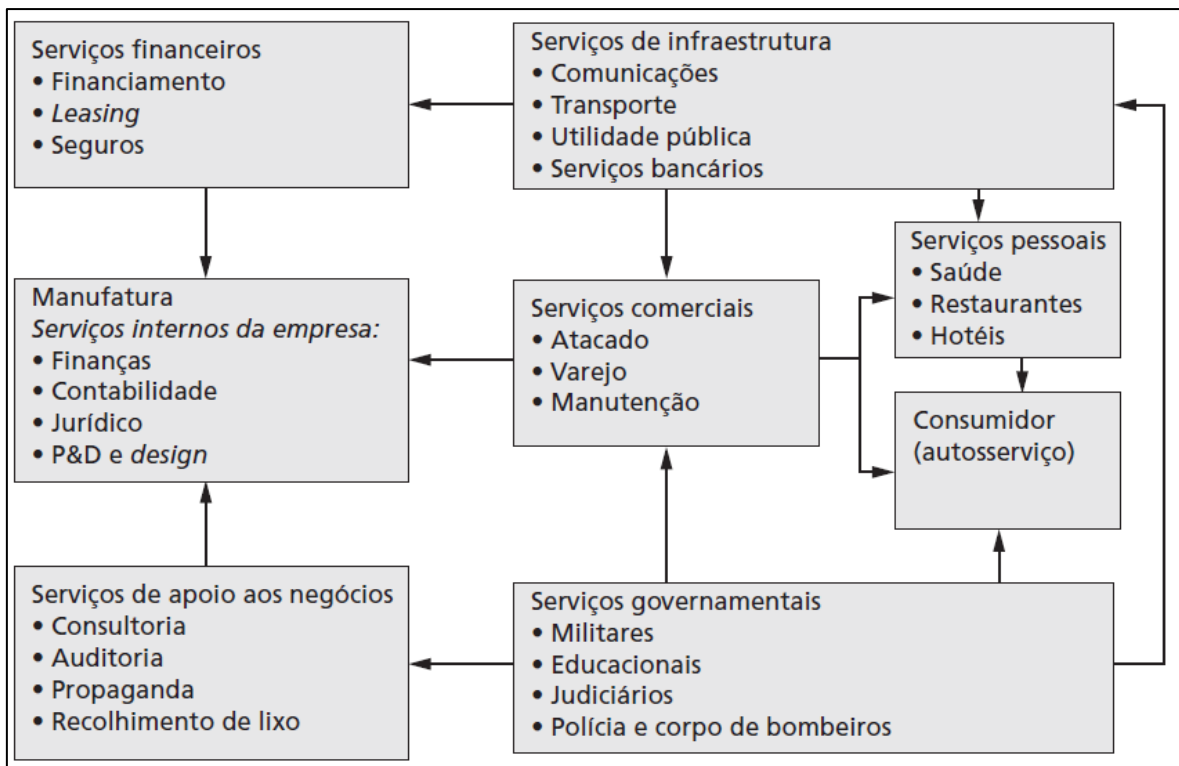 Serviços financeiros
• Financiamento
• Leasing
• Seguros
Serviços de infraestrutura
• Comunicações
• Transporte
• Utilidade pública
• Serviços bancários
Serviços pessoais
• Saúde
• Restaurantes
• Hotéis
Manufatura
Serviços internos da empresa:
• Finanças
• Contabilidade
• Jurídico
• P&D e design
Serviços comerciais
• Atacado
• Varejo
• Manutenção
Consumidor
(autosserviço)
Serviços de apoio aos negócios
• Consultoria
• Auditoria
• Propaganda
• Recolhimento de lixo
Serviços governamentais
• Militares
• Educacionais
• Judiciários
• Polícia e corpo de bombeiros